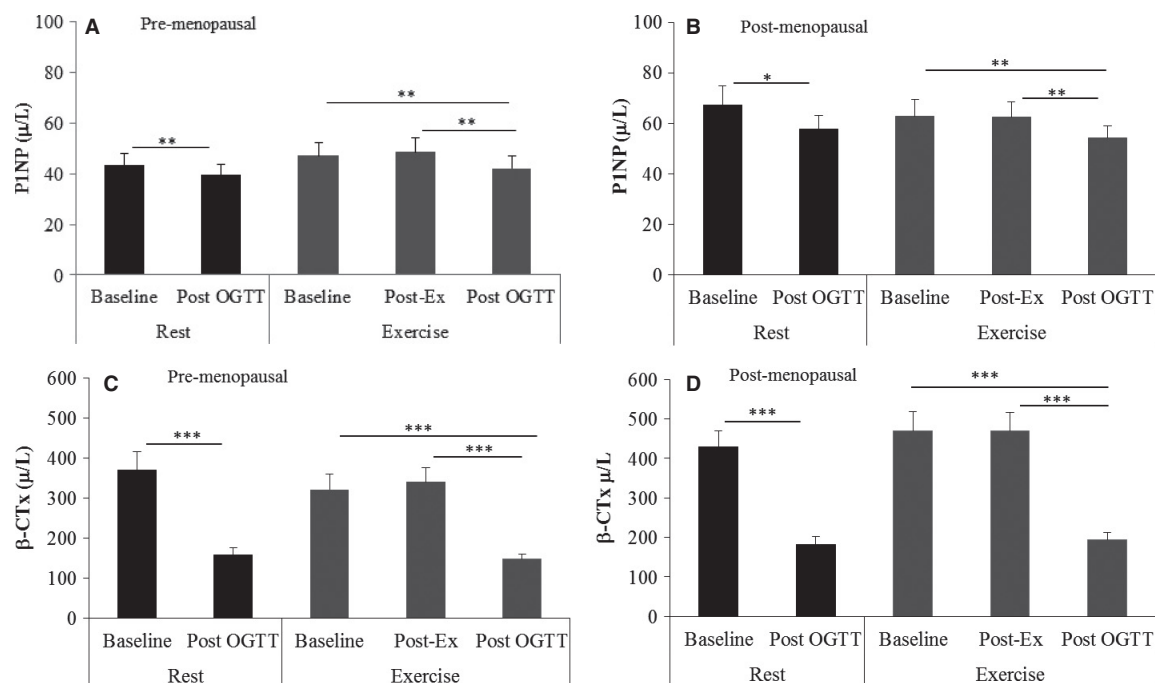 A Pre-menopausal
100
80
60
40
20
0
P1NP (µ/L)
**
**
**
Baseline Post OGTT Baseline Post-Ex Post OGTT
Rest Exercise
B Post-menopausal
100
80
60
40
20
0
P1NP (µ/L)
*
**
**
Baseline Post OGTT Baseline Post-Ex Post OGTT
Rest Exercise
C Pre-menopausal
600
500
400
300
200
100
0
β-CTx (µ/L)
***
***
***
Baseline Post OGTT Baseline Post-Ex Post OGTT
Rest Exercise
D Post-menopausal
600
500
400
300
200
100
0
β-CTx µ/L
***
***
***
Baseline Post OGTT Baseline Post-Ex Post OGTT
Rest Exercise